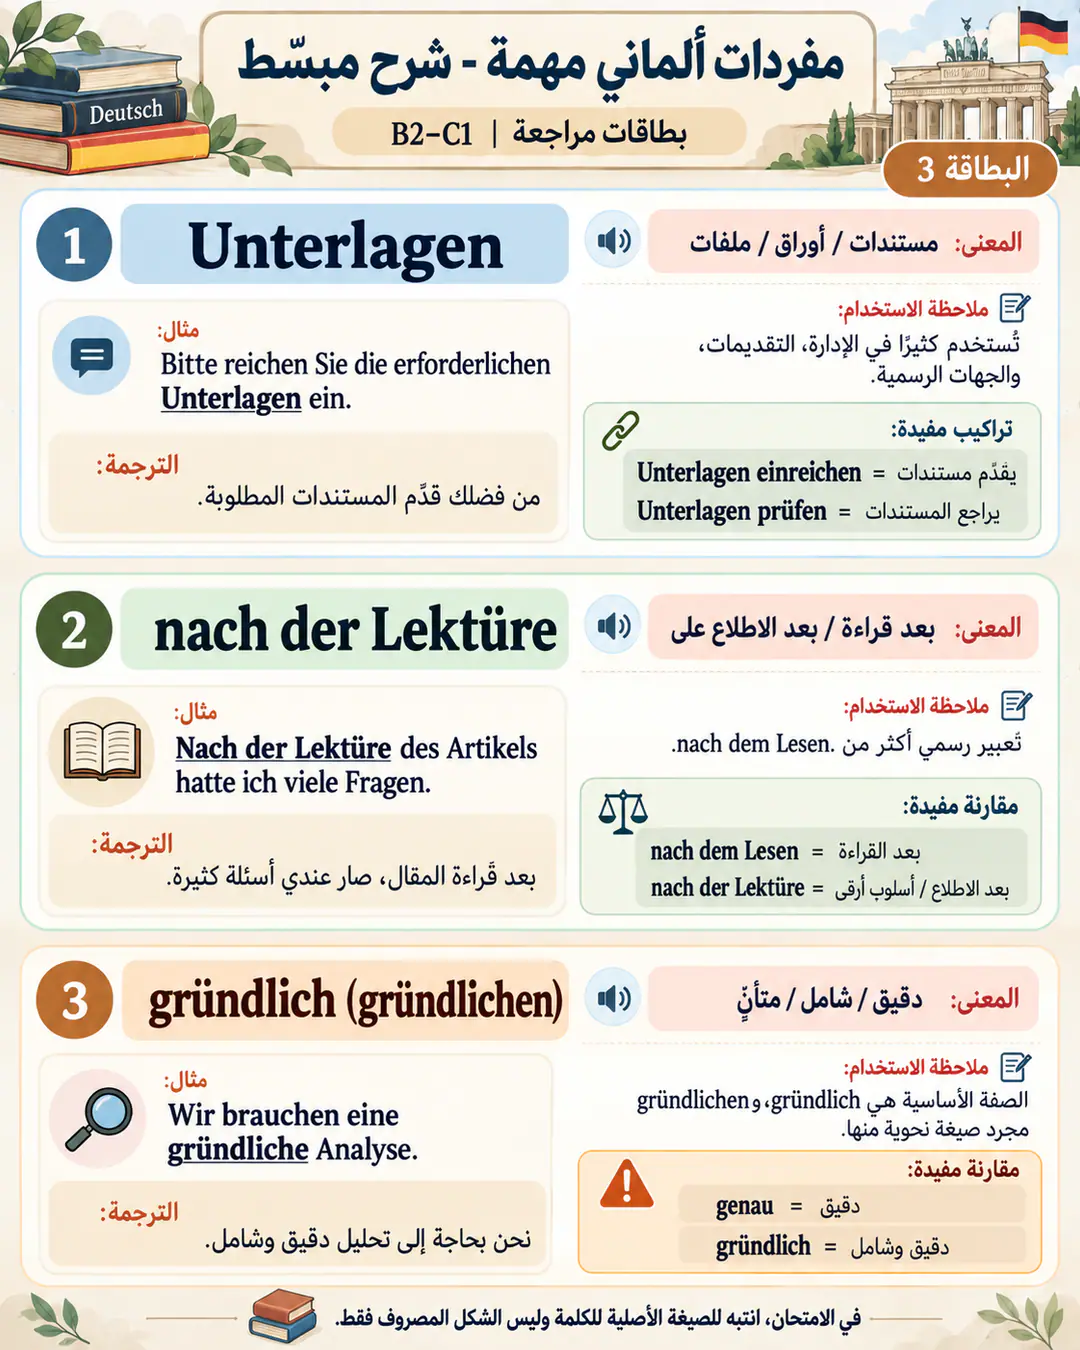 Deutsch
مفردات ألماني مهمة - شرح مبسّط
بطاقات مراجعة | B2–C1
البطاقة 3
1
Unterlagen
المعنى: مستندات / أوراق / ملفات
مثال:
Bitte reichen Sie die erforderlichen
Unterlagen ein.
الترجمة:
من فضلك قدَّم المستندات المطلوبة.
ملاحظة الاستخدام:
تُستخدم كثيرًا في الإدارة، التقديمات،
والجهات الرسمية.
تراكيب مفيدة:
Unterlagen einreichen = يقدَّم مستندات
Unterlagen prüfen = يراجع المستندات
2
nach der Lektüre
المعنى: بعد قراءة / بعد الاطلاع على
مثال:
Nach der Lektüre des Artikels
hatte ich viele Fragen.
الترجمة:
بعد قَراءة المقال، صار عندي أسئلة كثيرة.
ملاحظة الاستخدام:
تَعبير رسمي أكثر من .nach dem Lesen.
مقارنة مفيدة:
nach dem Lesen = بعد القراءة
nach der Lektüre = بعد الاطلاع / أسلوب أرقى
3
gründlich (gründlichen)
المعنى: دقيق / شامل / متأنٍّ
مثال:
Wir brauchen eine
gründliche Analyse.
الترجمة:
نحن بحاجة إلى تحليل دقيق وشامل.
ملاحظة الاستخدام:
الصفة الأساسية هي gründlich، و gründlichen
مجرد صيغة نحوية منها.
مقارنة مفيدة:
genau = دقيق
gründlich = دقيق وشامل
في الامتحان، انتبه للصيغة الأصلية للكلمة وليس الشكل المصروف فقط.